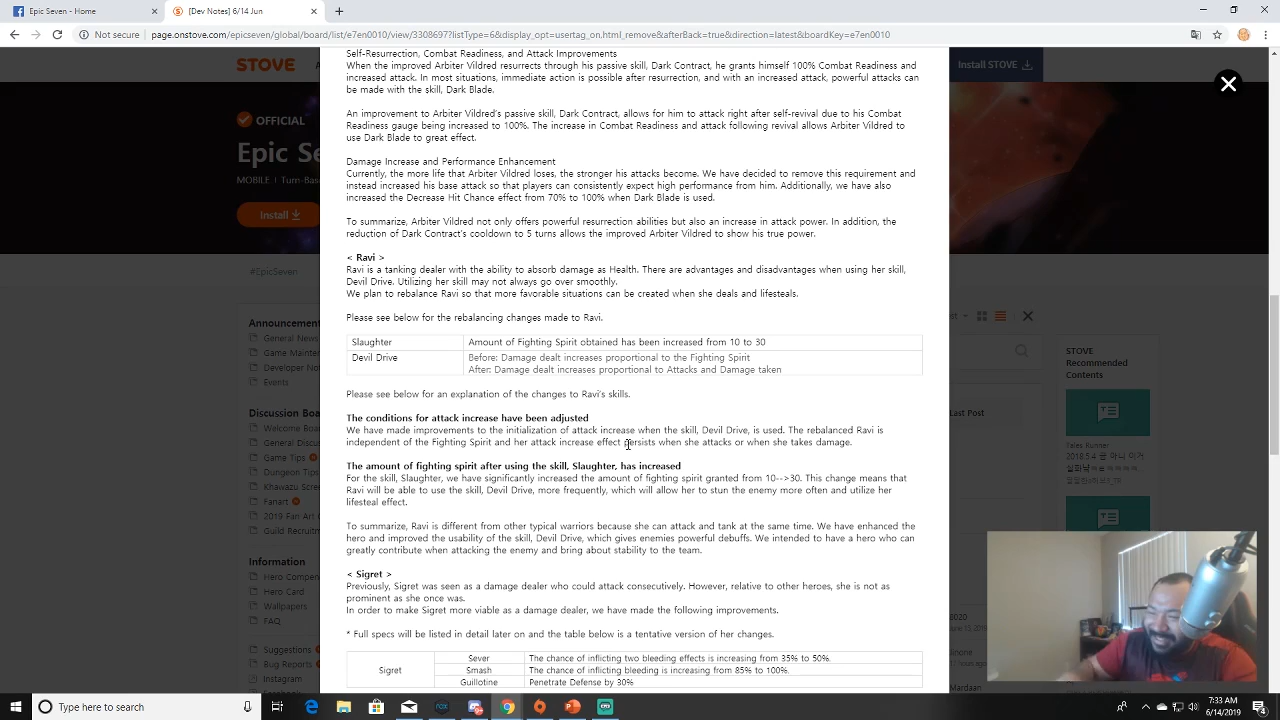 Epic Seven - Home
[Dev Notes] 6/14 Jun
Not secure | page.onstove.com/epicseven/global/board/list/e7en0010/view/3308697?listType=6&display_opt=usertag_on.html_remove&afterBack=true&direction=latest&boardKey=e7en0010
STOVE
Install STOVE
OFFICIAL
Epic Se
MOBILE | Turn-Bas
Install
#EpicSeven
Announcement
General News
Game Mainten
Developer Not
Events
Discussion Boa
Welcome Boa
General Discus
Game Tips
Dungeon Tips
Khawazu Stree
Fanart
2019 Fan Art C
Guild Recruitm
Information
Hero Compen
Hero Card
Wallpapers
FAQ
Suggestions
Bug Reports
Instagram
Self-Resurrection, Combat Readiness, and Attack Improvements
When the improved Arbiter Vildred resurrects through his passive skill, Dark Contract, he grants himself 100% Combat Readiness and
increased attack. In most situations, immediate action is possible after resurrection, and with an increased attack, powerful attacks can
be made with the skill, Dark Blade.
An improvement to Arbiter Vildred's passive skill, Dark Contract, allows for him to attack right after self-revival due to his Combat
Readiness gauge being increased to 100%. The increase in Combat Readiness and attack following revival allows Arbiter Vildred to
use Dark Blade to great effect.
Damage Increase and Performance Enhancement
Currently, the more life that Arbiter Vildred loses, the stronger his attacks become. We have decided to remove this requirement and
instead increased his base attack so that players can consistently expect high performance from him. Additionally, we have also
increased the Decrease Hit Chance effect from 70% to 100% when Dark Blade is used.
To summarize, Arbiter Vildred not only offers powerful resurrection abilities but also an increase in attack power. In addition, the
reduction of Dark Contract's cooldown to 5 turns allows the improved Arbiter Vildred to show his true power.
< Ravi >
Ravi is a tanking dealer with the ability to absorb damage as Health. There are advantages and disadvantages when using her skill,
Devil Drive. Utilizing her skill may not always go over smoothly.
We plan to rebalance Ravi so that more favorable situations can be created when she deals and lifesteals.
Please see below for the rebalancing changes made to Ravi.
Slaughter Amount of Fighting Spirit obtained has been increased from 10 to 30
Devil Drive Before: Damage dealt increases proportional to the Fighting Spirit
After: Damage dealt increases proportional to Attacks and Damage taken
Please see below for an explanation of the changes to Ravi's skills.
The conditions for attack increase have been adjusted
We have made improvements to the initialization of attack increase when the skill, Devil Drive, is used. The rebalanced Ravi is
independent of the Fighting Spirit and her attack increase effect persists when she attacks or when she takes damage.
The amount of fighting spirit after using the skill, Slaughter, has increased
For the skill, Slaughter, we have significantly increased the amount of fighting spirit granted from 10-->30. This change means that
Ravi will be able to use the skill, Devil Drive, more frequently, which will allow her to stun the enemy more often and utilize her
lifesteal effect.
To summarize, Ravi is different from other typical warriors because she can attack and tank at the same time. We have enhanced the
hero and improved the usability of the skill, Devil Drive, which gives enemies powerful debuffs. We intended to have a hero who can
greatly contribute when attacking the enemy and bring about stability to the team.
< Sigret >
Previously, Sigret was seen as a damage dealer who could attack consecutively. However, relative to other heroes, she is not as
prominent as she once was.
In order to make Sigret more viable as a damage dealer, we have made the following improvements.
* Full specs will be listed in detail later on and the table below is a tentative version of her changes.
Sever The chance of inflicting two bleeding effects is increasing from 35% to 50%.
Sigret Smash The chance of inflicting bleeding is increasing from 85% to 100%.
Guillotine Penetrate Defense by 30%
STOVE
Recommended
Contents
Last Post
Tales Runner
Mardaan
Type here to search
7:33 AM
6/14/2019